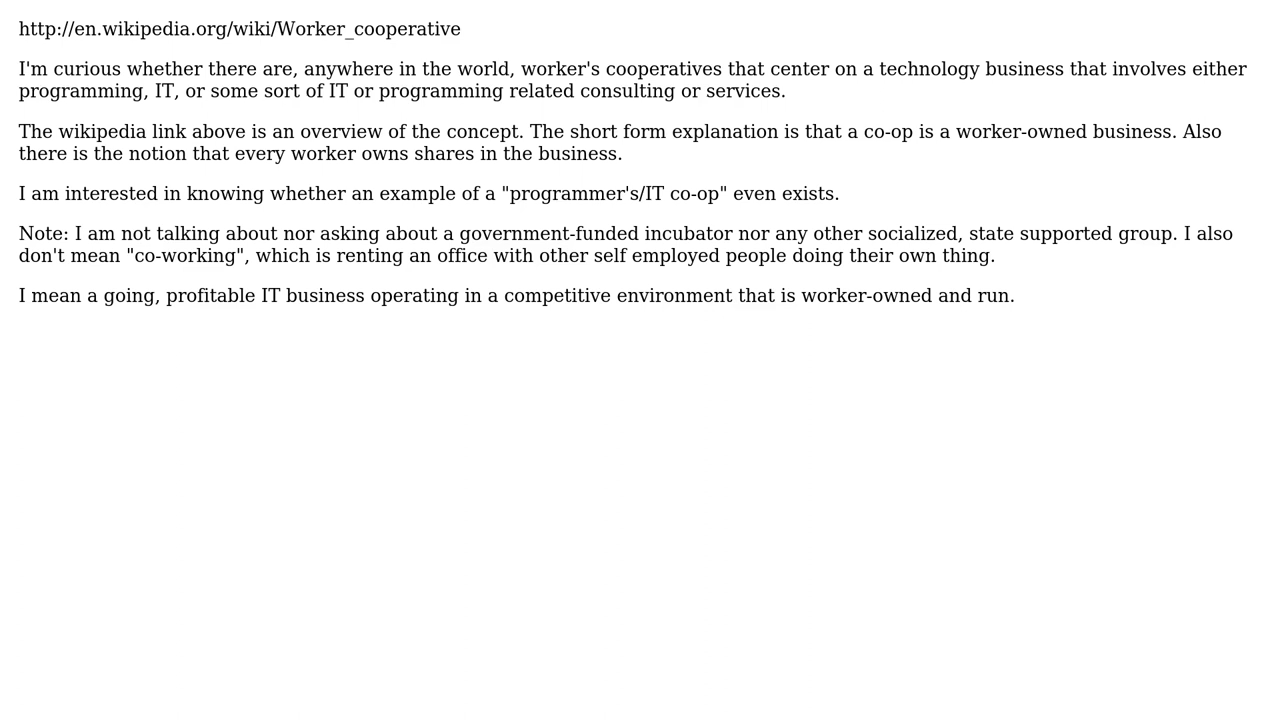 http://en.wikipedia.org/wiki/Worker_cooperative
I'm curious whether there are, anywhere in the world, worker's cooperatives that center on a technology business that involves either
programming, IT, or some sort of IT or programming related consulting or services.
The wikipedia link above is an overview of the concept. The short form explanation is that a co-op is a worker-owned business. Also
there is the notion that every worker owns shares in the business.
I am interested in knowing whether an example of a "programmer's/IT co-op" even exists.
Note: I am not talking about nor asking about a government-funded incubator nor any other socialized, state supported group. I also
don't mean "co-working", which is renting an office with other self employed people doing their own thing.
I mean a going, profitable IT business operating in a competitive environment that is worker-owned and run.